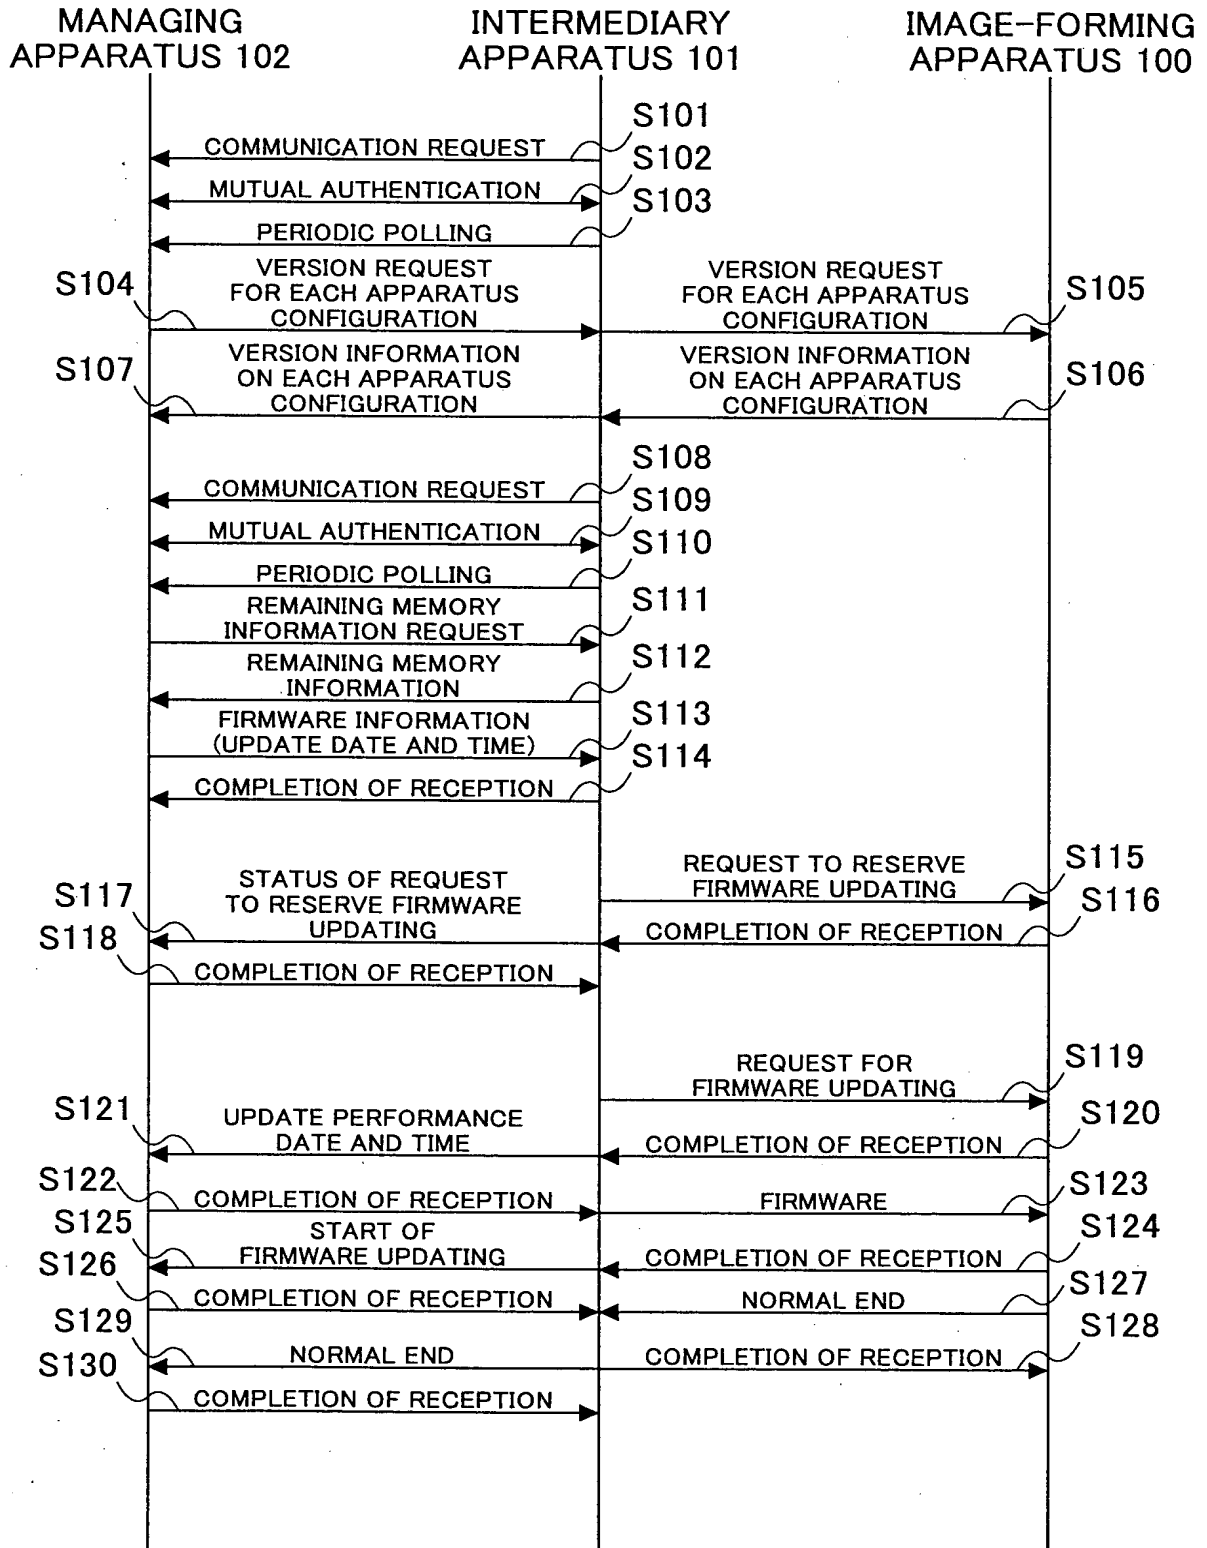 MANAGING
APPARATUS 102
INTERMEDIARY
APPARATUS 101
IMAGE-FORMING
APPARATUS 100
S101
COMMUNICATION REQUEST
S102
MUTUAL AUTHENTICATION
S103
PERIODIC POLLING
S104
VERSION REQUEST
FOR EACH APPARATUS
CONFIGURATION
VERSION REQUEST
FOR EACH APPARATUS
CONFIGURATION
S105
S107
VERSION INFORMATION
ON EACH APPARATUS
CONFIGURATION
VERSION INFORMATION
ON EACH APPARATUS
CONFIGURATION
S106
S108
COMMUNICATION REQUEST
S109
MUTUAL AUTHENTICATION
S110
PERIODIC POLLING
S111
REMAINING MEMORY
INFORMATION REQUEST
S112
REMAINING MEMORY
INFORMATION
S113
FIRMWARE INFORMATION
(UPDATE DATE AND TIME)
S114
COMPLETION OF RECEPTION
REQUEST TO RESERVE
FIRMWARE UPDATING
S115
S117
STATUS OF REQUEST
TO RESERVE FIRMWARE
UPDATING
COMPLETION OF RECEPTION
S116
S118
COMPLETION OF RECEPTION
REQUEST FOR
FIRMWARE UPDATING
S119
S121
UPDATE PERFORMANCE
DATE AND TIME
COMPLETION OF RECEPTION
S120
S122
COMPLETION OF RECEPTION
FIRMWARE
S123
S125
START OF
FIRMWARE UPDATING
COMPLETION OF RECEPTION
S124
S126
COMPLETION OF RECEPTION
NORMAL END
S127
S129
NORMAL END
COMPLETION OF RECEPTION
S128
S130
COMPLETION OF RECEPTION